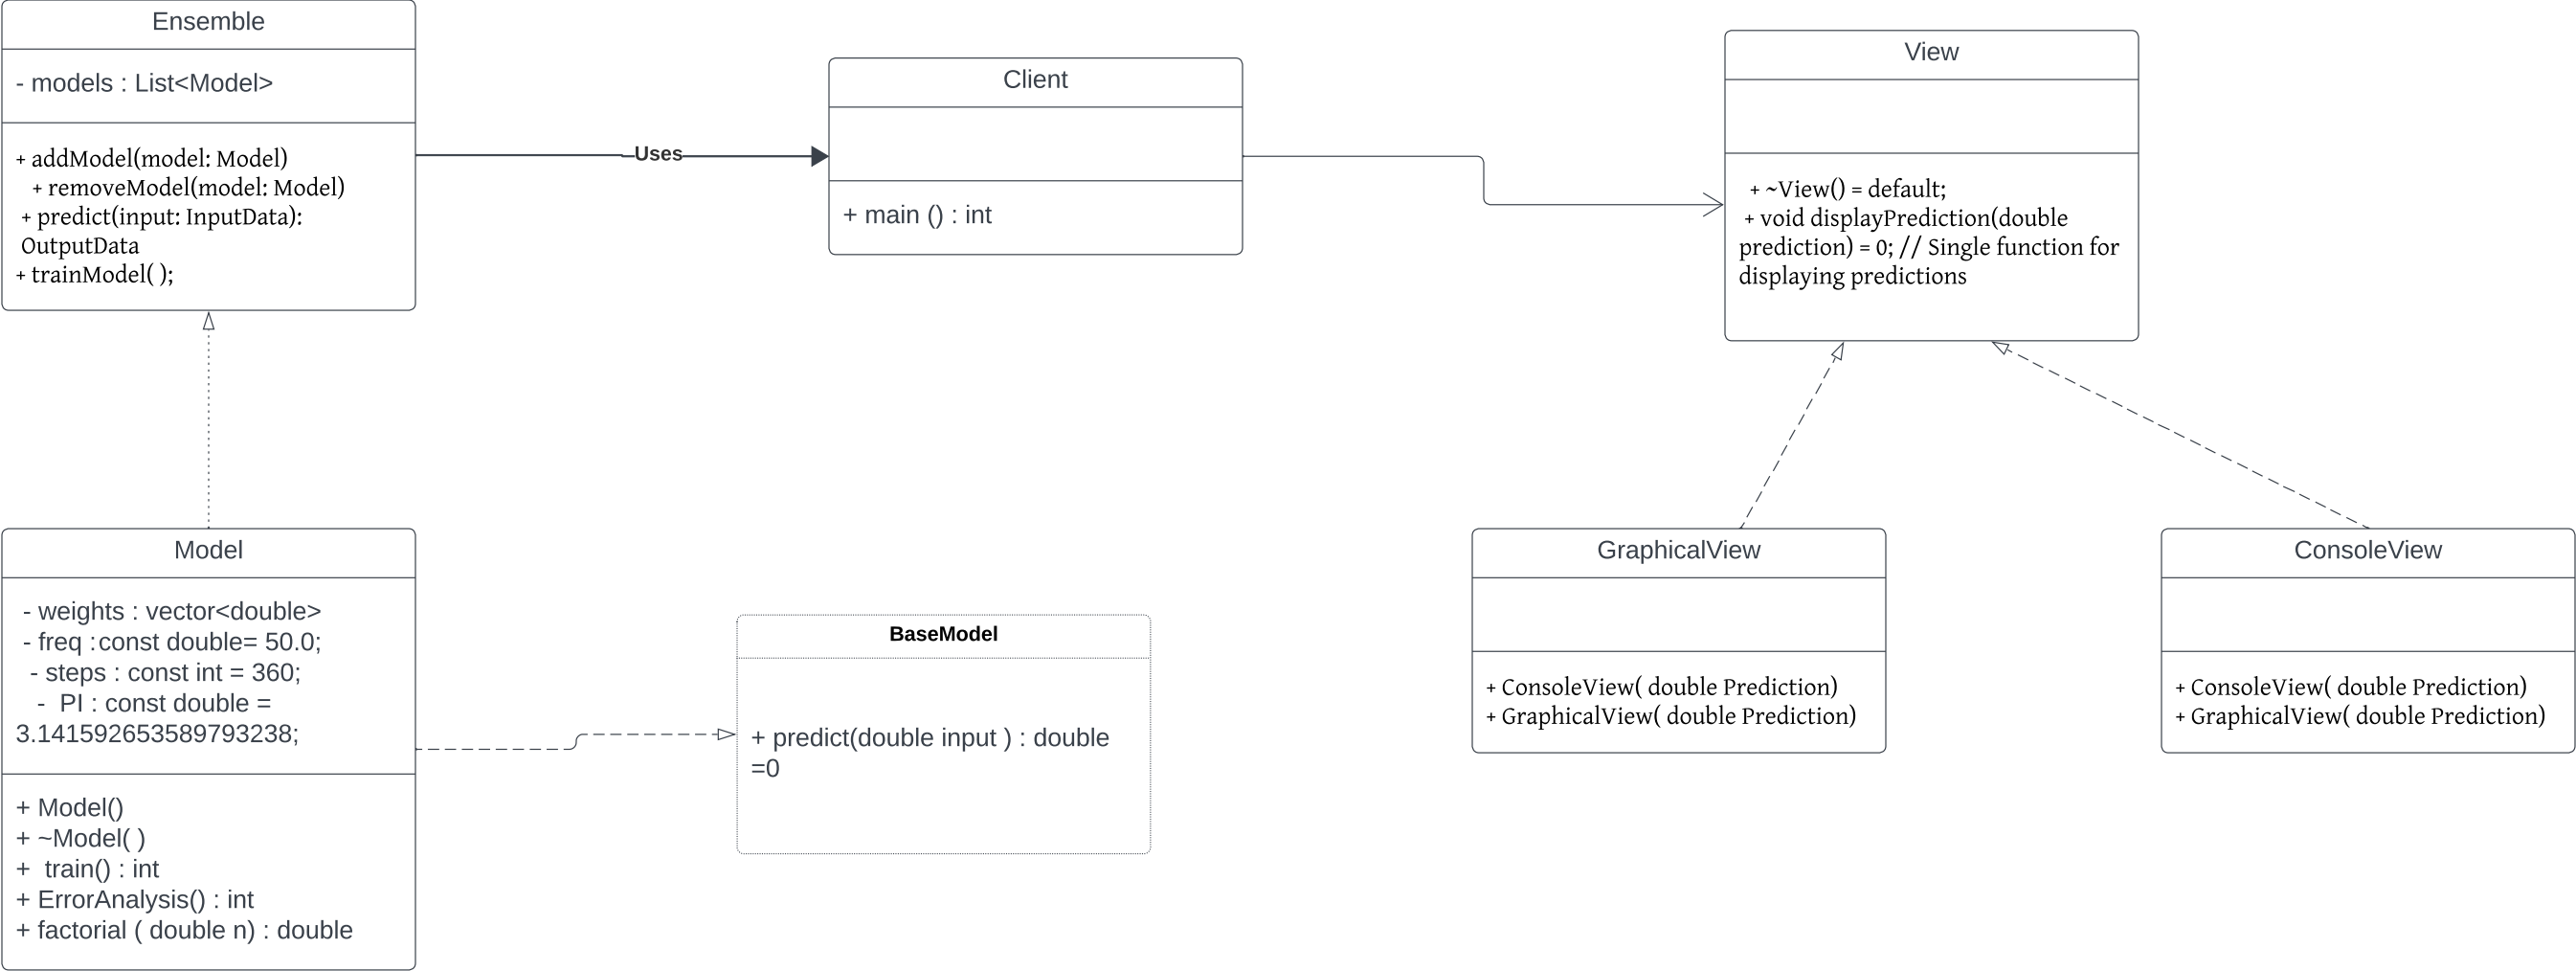 Ensemble
- models : List<Model>
+ addModel(model: Model)
+ removeModel(model: Model)
+ predict(input: InputData):
OutputData
+ trainModel( );
Uses
Client
+ main () : int
View
+ ~View() = default;
+ void displayPrediction(double
prediction) = 0; // Single function for
displaying predictions
Model
- weights : vector<double>
- freq :const double= 50.0;
- steps : const int = 360;
- PI : const double =
3.141592653589793238;
+ Model()
+ ~Model( )
+ train() : int
+ ErrorAnalysis() : int
+ factorial ( double n) : double
BaseModel
+ predict(double input ) : double
=0
GraphicalView
+ ConsoleView( double Prediction)
+ GraphicalView( double Prediction)
ConsoleView
+ ConsoleView( double Prediction)
+ GraphicalView( double Prediction)